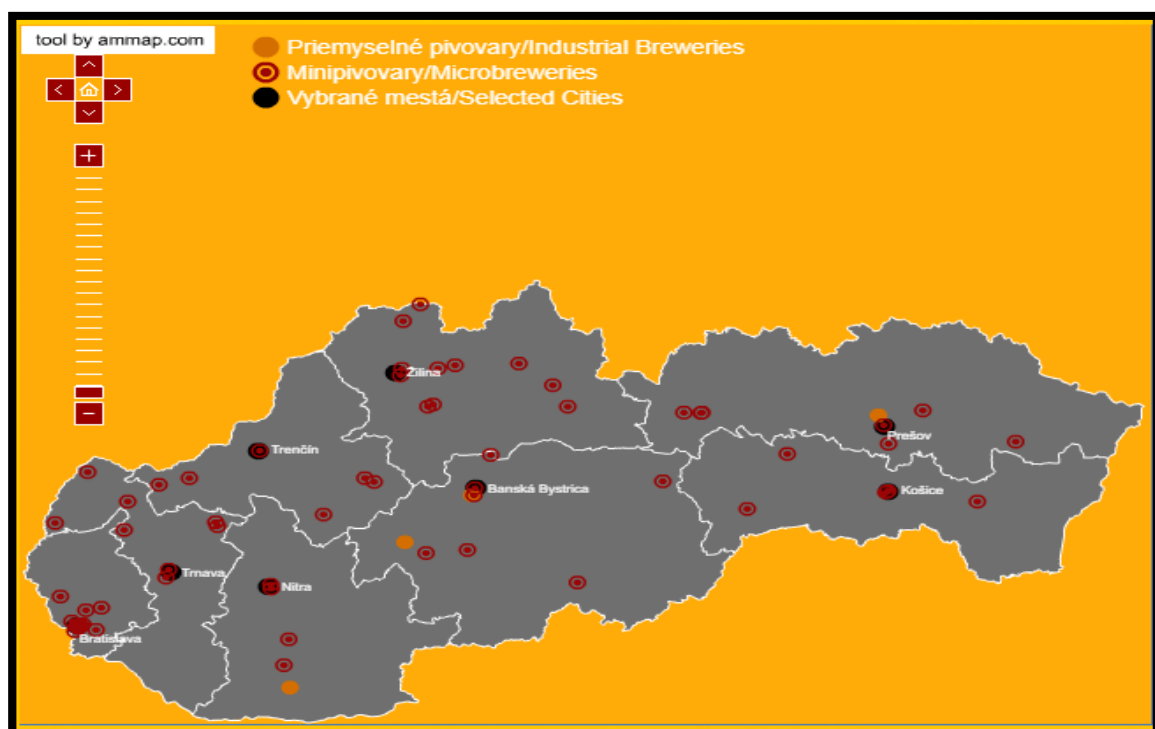 tool by ammap.com
Priemyselné pivovary/Industrial Breweries
Minipivovary/Microbreweries
Vybrané mestá/Selected Cities
Žilina
Prešov
Trenčín
Banská Bystrica
Košice
Trnava
Nitra
Bratislava